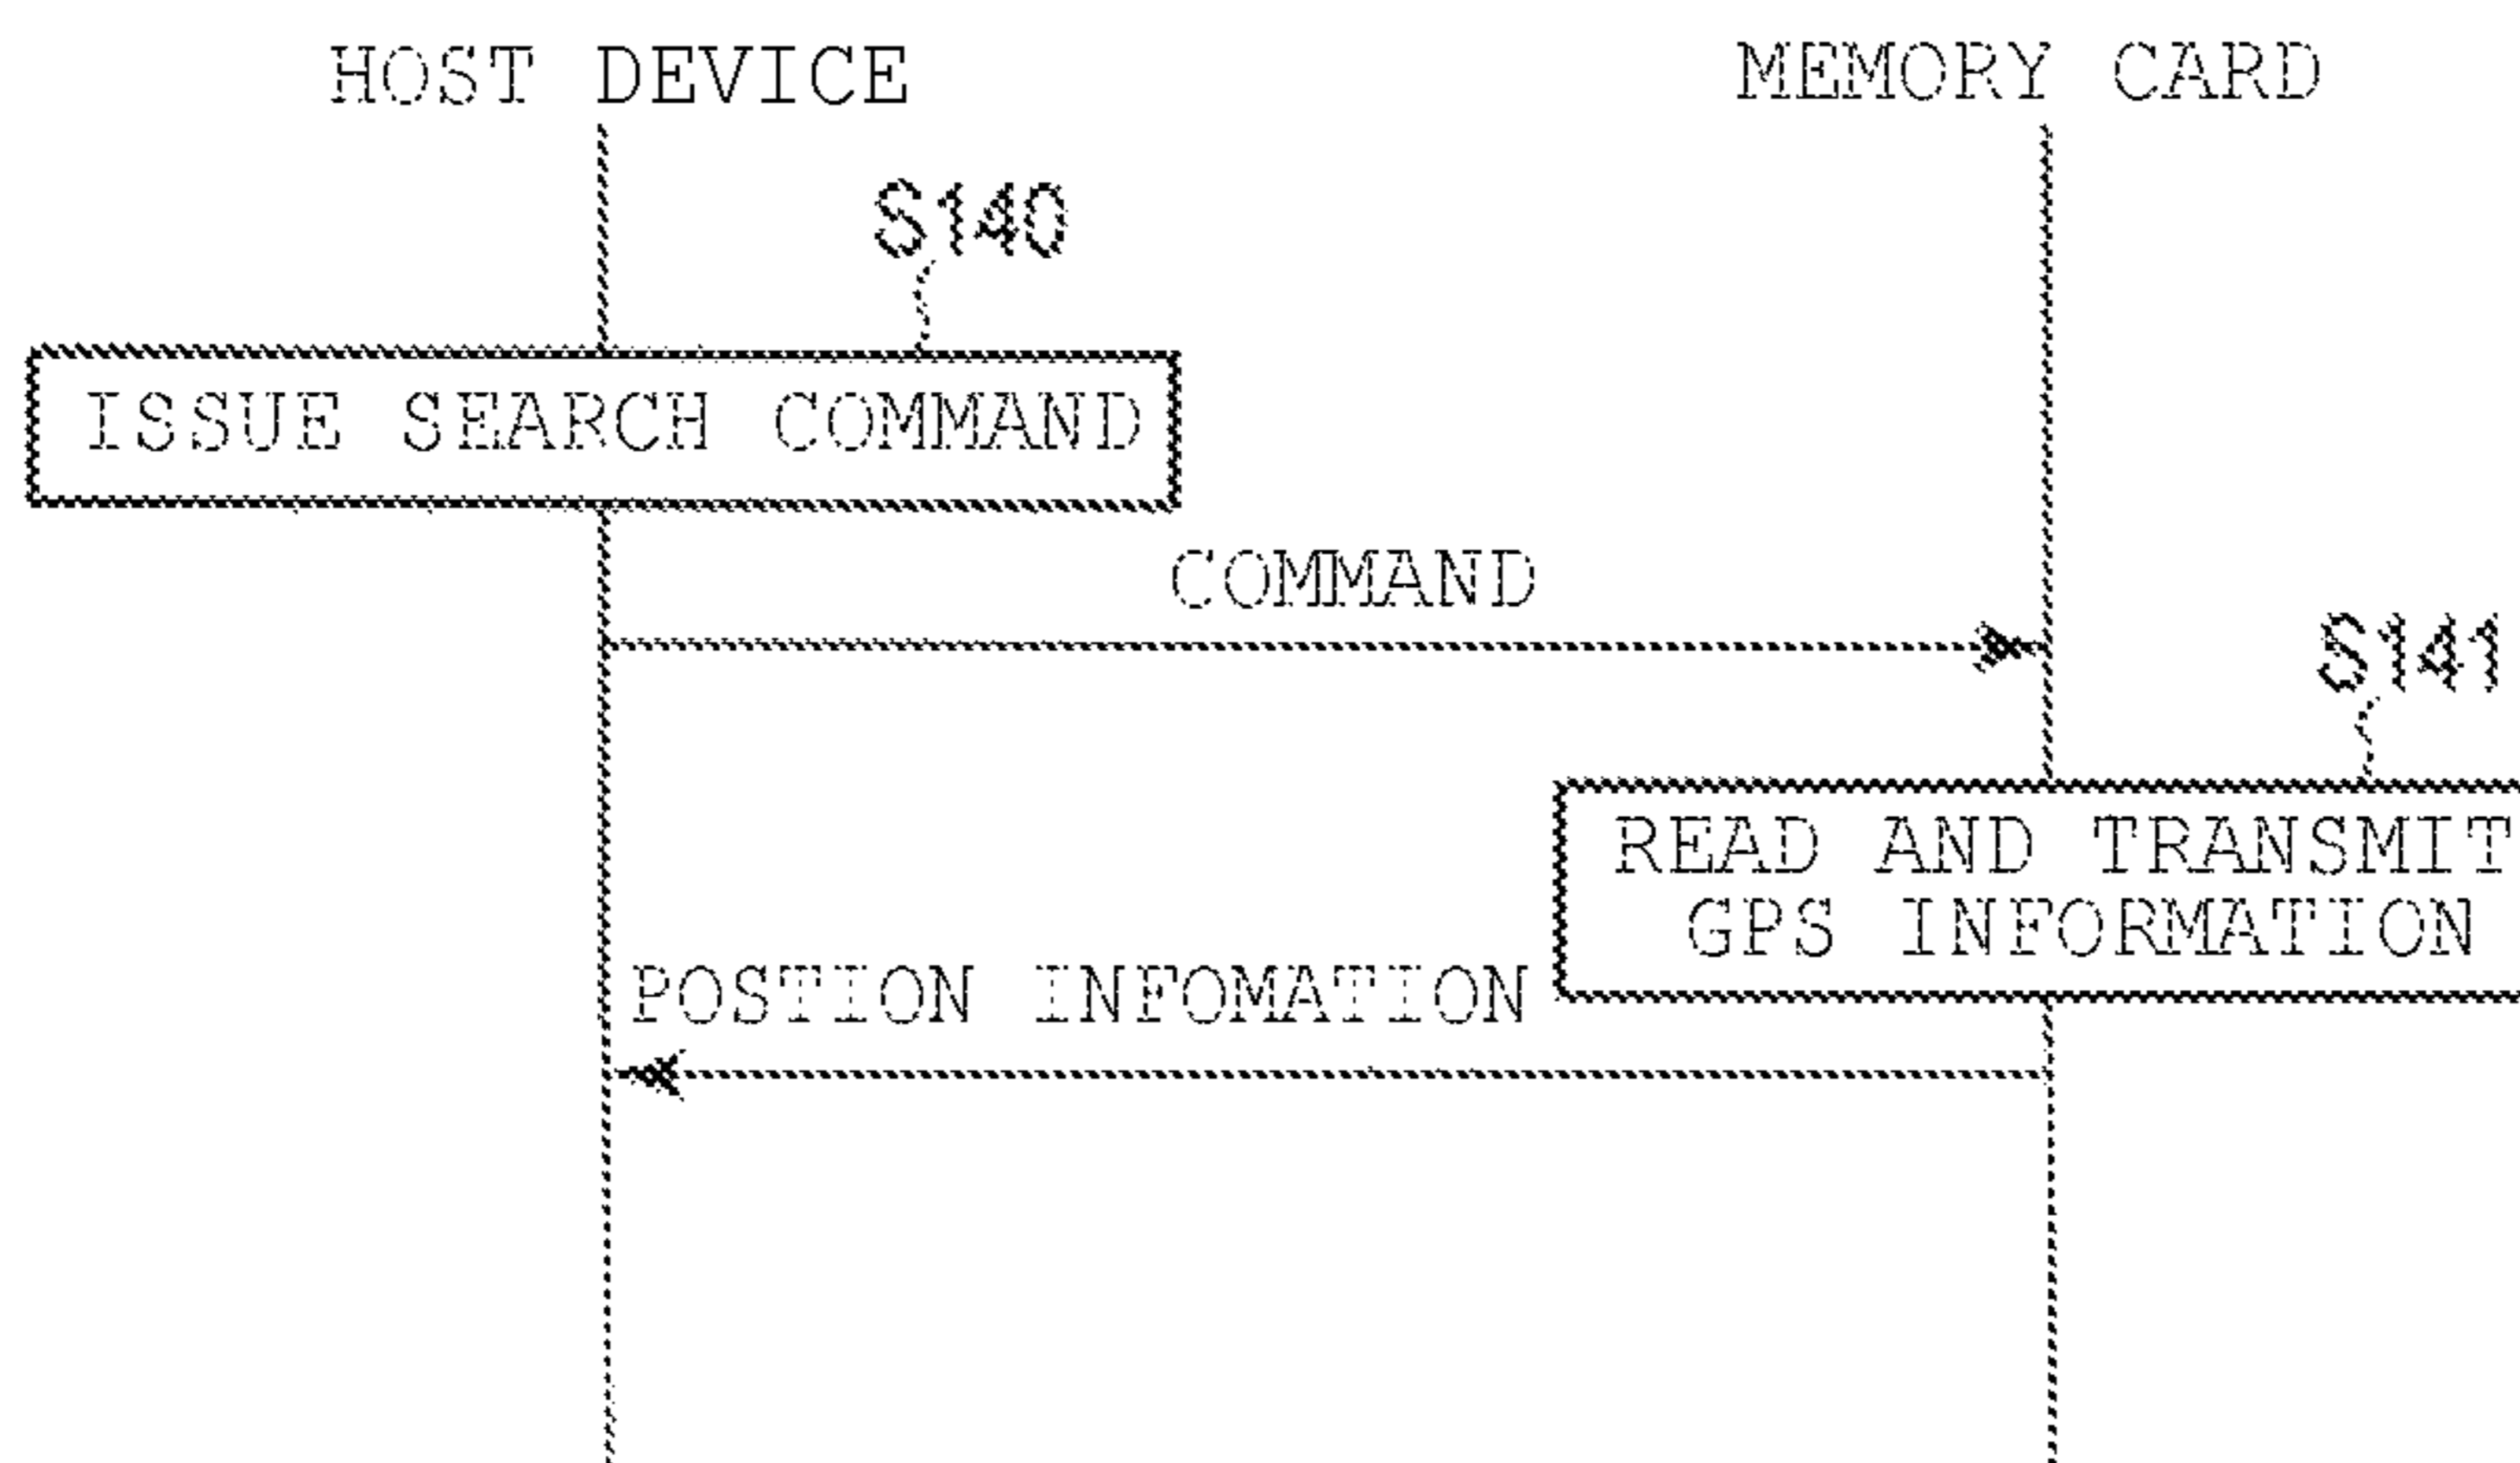 HOST DEVICE
MEMORY CARD
S140
ISSUE SEARCH COMMAND
COMMAND
S141
READ AND TRANSMIT
GPS INFORMATION
POSTION INFOMATION